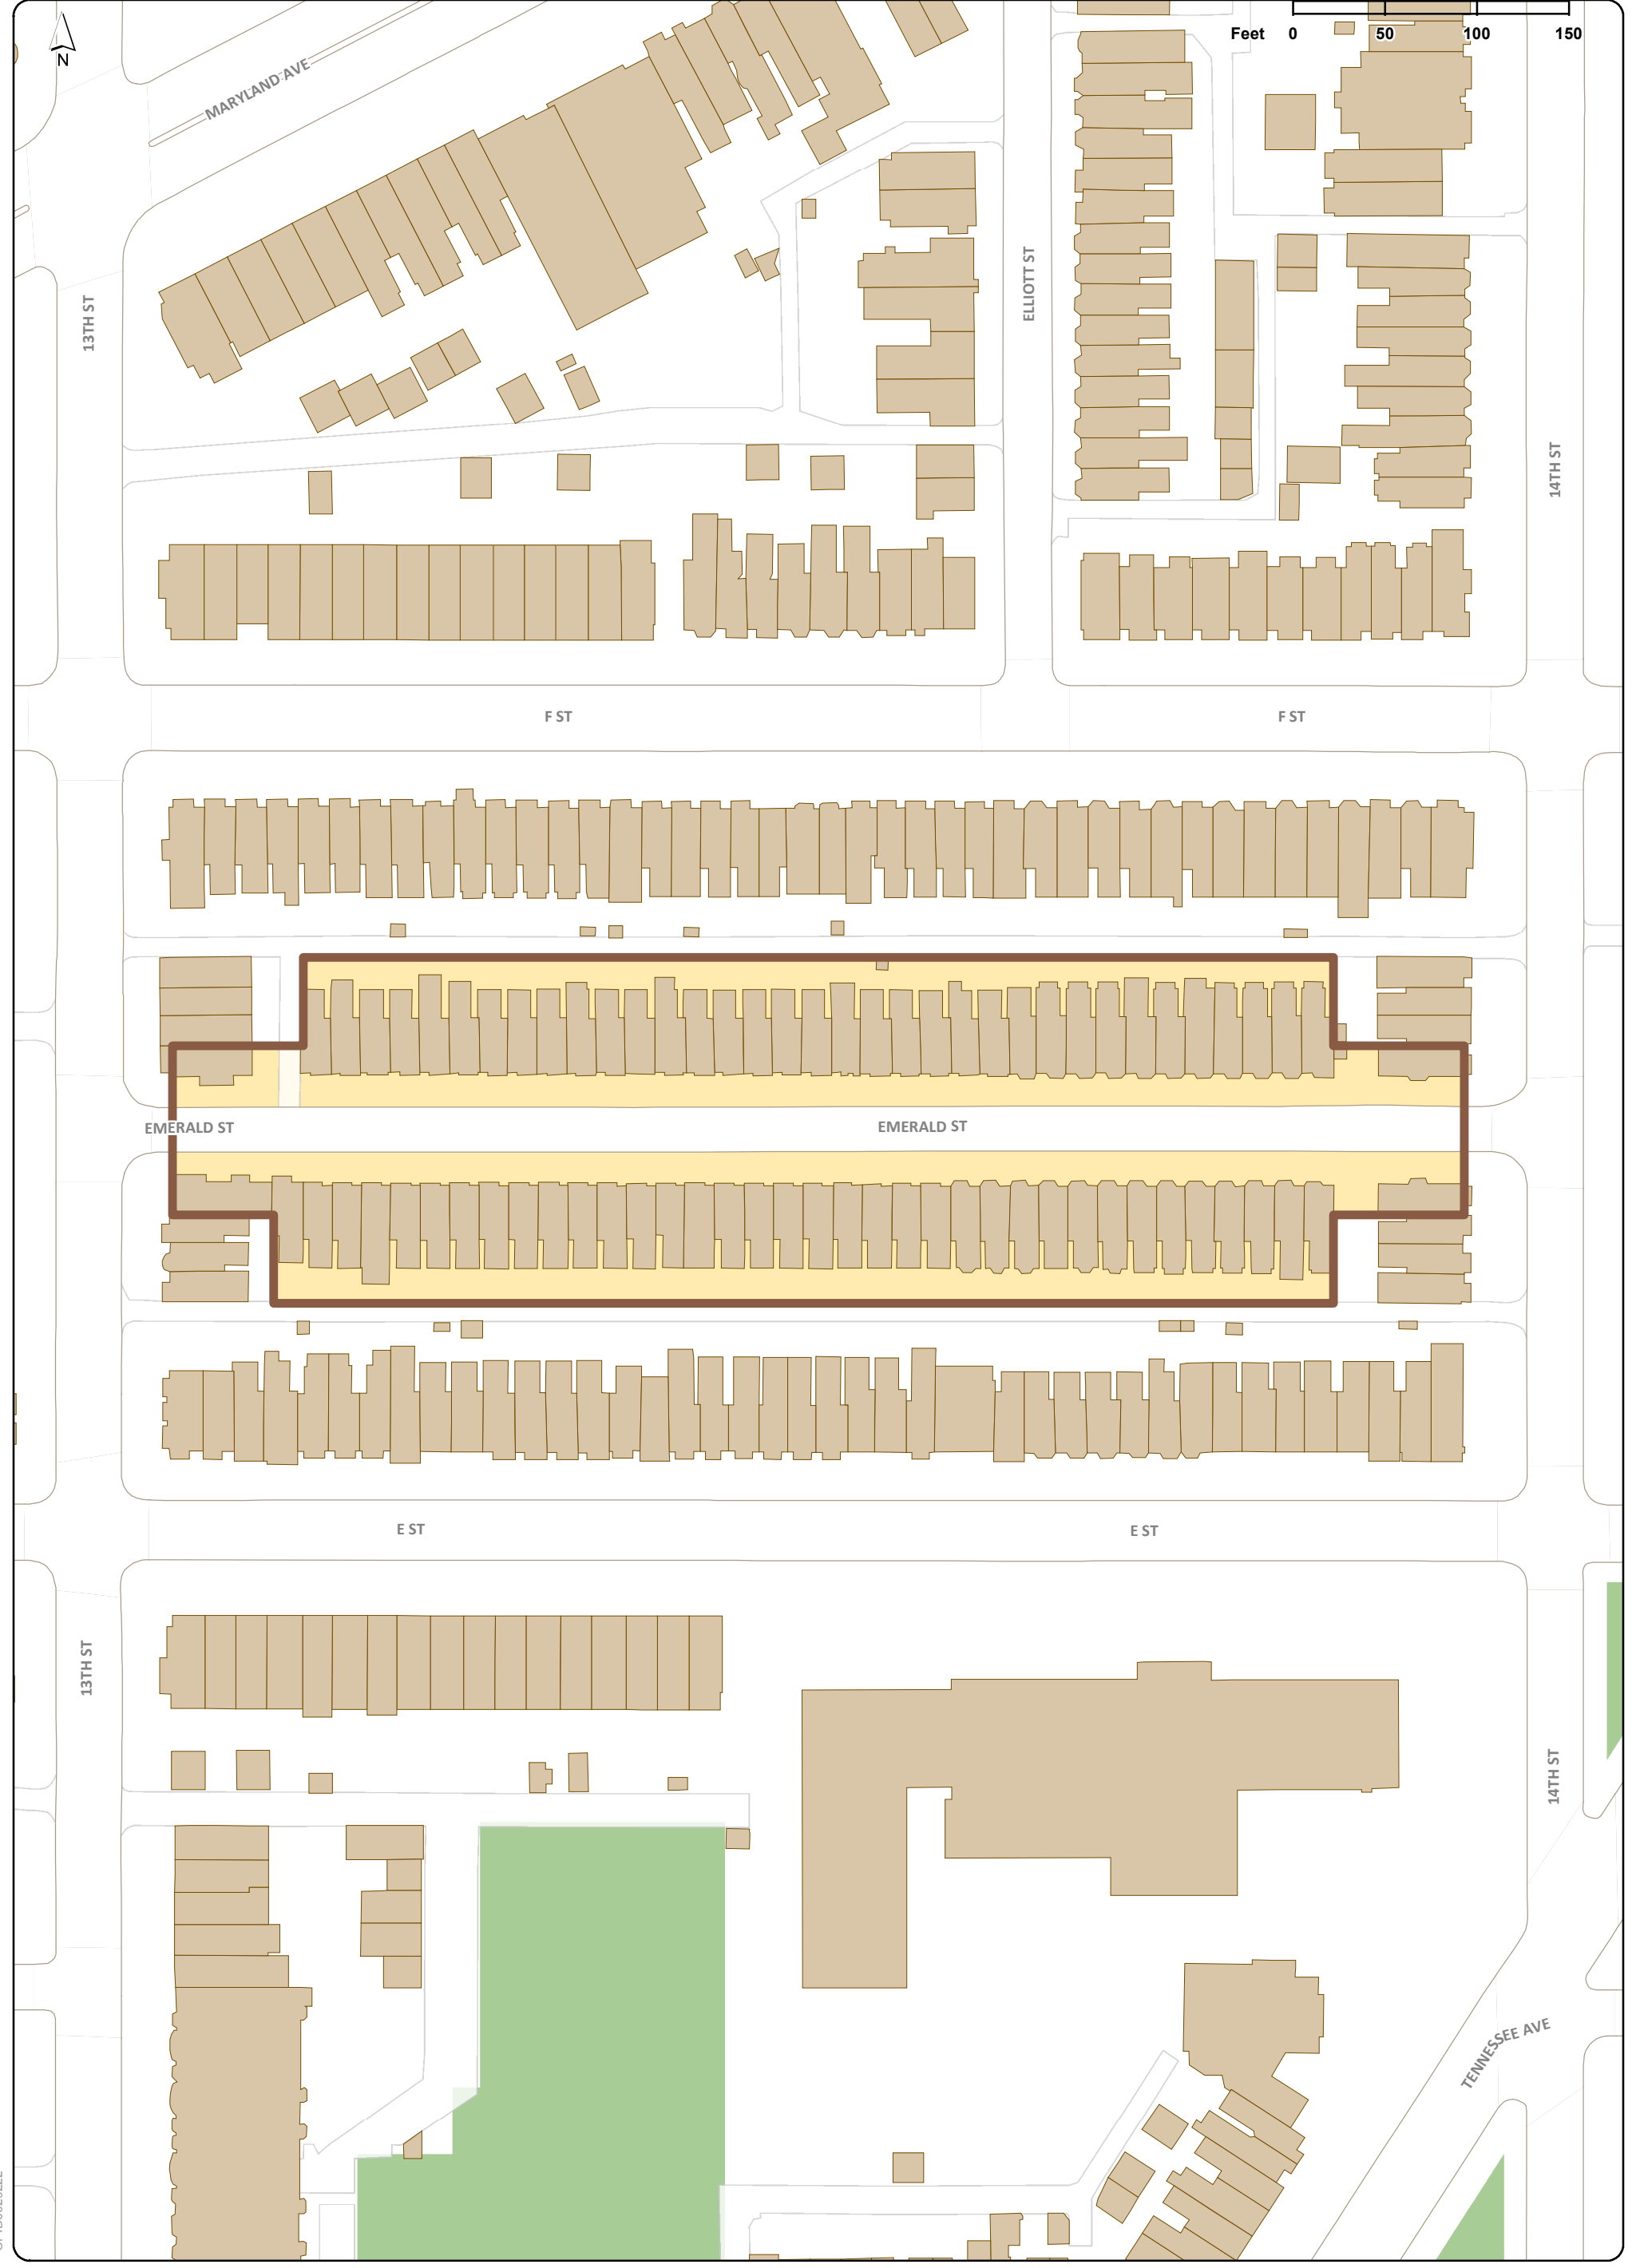 Feet 0 50 100 150
N
MARYLAND AVE
ELLIOTT ST
13TH ST
14TH ST
F ST
F ST
EMERALD ST
EMERALD ST
E ST
E ST
13TH ST
14TH ST
TENNESSEE AVE